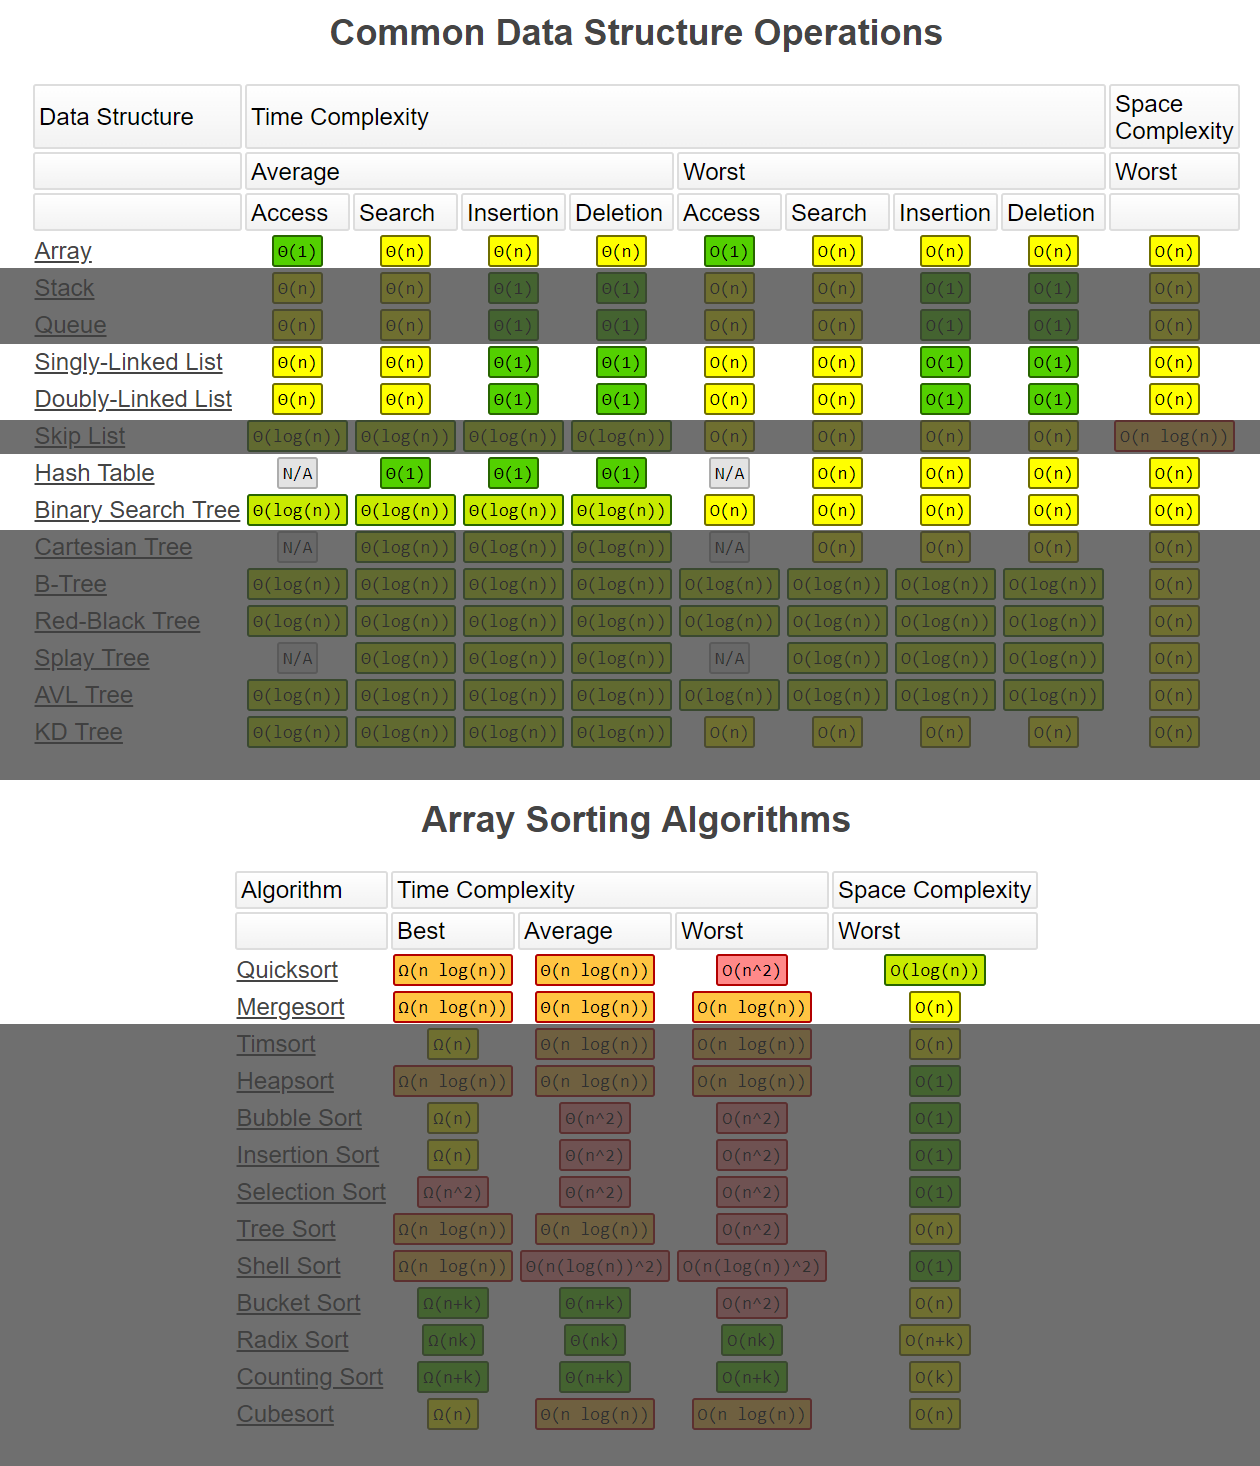 Common Data Structure Operations
Data Structure Time Complexity Space Complexity
Average Worst Worst
Access Search Insertion Deletion Access Search Insertion Deletion
Array Θ(1) Θ(n) Θ(n) Θ(n) O(1) O(n) O(n) O(n) O(n)
Stack Θ(n) Θ(n) Θ(1) Θ(1) O(n) O(n) O(1) O(1) O(n)
Queue Θ(n) Θ(n) Θ(1) Θ(1) O(n) O(n) O(1) O(1) O(n)
Singly-Linked List Θ(n) Θ(n) Θ(1) Θ(1) O(n) O(n) O(1) O(1) O(n)
Doubly-Linked List Θ(n) Θ(n) Θ(1) Θ(1) O(n) O(n) O(1) O(1) O(n)
Skip List Θ(log(n)) Θ(log(n)) Θ(log(n)) Θ(log(n)) O(n) O(n) O(n) O(n) O(n log(n))
Hash Table N/A Θ(1) Θ(1) Θ(1) N/A O(n) O(n) O(n) O(n)
Binary Search Tree Θ(log(n)) Θ(log(n)) Θ(log(n)) Θ(log(n)) O(n) O(n) O(n) O(n) O(n)
Cartesian Tree N/A Θ(log(n)) Θ(log(n)) Θ(log(n)) N/A O(n) O(n) O(n) O(n)
B-Tree Θ(log(n)) Θ(log(n)) Θ(log(n)) Θ(log(n)) O(log(n)) O(log(n)) O(log(n)) O(log(n)) O(n)
Red-Black Tree Θ(log(n)) Θ(log(n)) Θ(log(n)) Θ(log(n)) O(log(n)) O(log(n)) O(log(n)) O(log(n)) O(n)
Splay Tree N/A Θ(log(n)) Θ(log(n)) Θ(log(n)) N/A O(log(n)) O(log(n)) O(log(n)) O(n)
AVL Tree Θ(log(n)) Θ(log(n)) Θ(log(n)) Θ(log(n)) O(log(n)) O(log(n)) O(log(n)) O(log(n)) O(n)
KD Tree Θ(log(n)) Θ(log(n)) Θ(log(n)) Θ(log(n)) O(n) O(n) O(n) O(n) O(n)
Array Sorting Algorithms
Algorithm Time Complexity Space Complexity
Best Average Worst Worst
Quicksort Ω(n log(n)) Θ(n log(n)) O(n^2) O(log(n))
Mergesort Ω(n log(n)) Θ(n log(n)) O(n log(n)) O(n)
Timsort Ω(n) Θ(n log(n)) O(n log(n)) O(n)
Heapsort Ω(n log(n)) Θ(n log(n)) O(n log(n)) O(1)
Bubble Sort Ω(n) Θ(n^2) O(n^2) O(1)
Insertion Sort Ω(n) Θ(n^2) O(n^2) O(1)
Selection Sort Ω(n^2) Θ(n^2) O(n^2) O(1)
Tree Sort Ω(n log(n)) Θ(n log(n)) O(n^2) O(n)
Shell Sort Ω(n log(n)) Θ(n(log(n))^2) O(n(log(n))^2) O(1)
Bucket Sort Ω(n+k) Θ(n+k) O(n^2) O(n)
Radix Sort Ω(nk) Θ(nk) O(nk) O(n+k)
Counting Sort Ω(n+k) Θ(n+k) O(n+k) O(k)
Cubesort Ω(n) Θ(n log(n)) O(n log(n)) O(n)